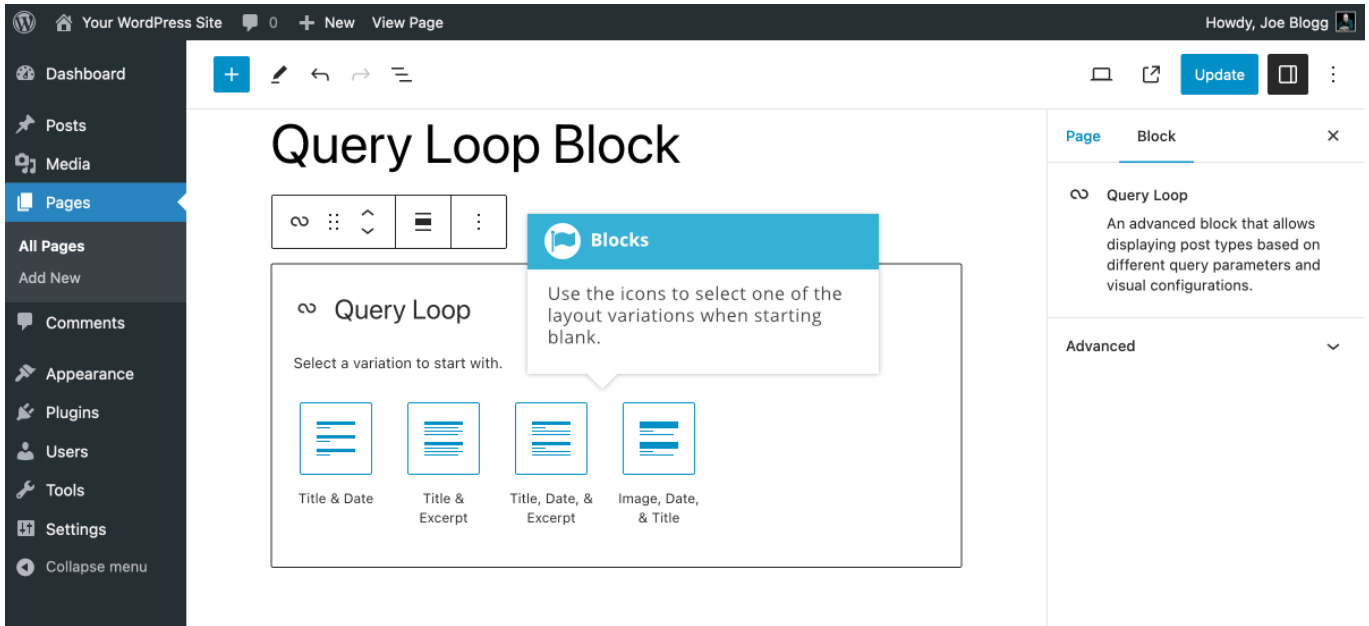 Your WordPress Site 0 New View Page Howdy, Joe Blogg
Dashboard
Posts
Media
Pages
All Pages
Add New
Comments
Appearance
Plugins
Users
Tools
Settings
Collapse menu
Update
Query Loop Block
Blocks
Use the icons to select one of the
layout variations when starting
blank.
Query Loop
Select a variation to start with.
Title & Date
Title &
Excerpt
Title, Date, &
Excerpt
Image, Date,
& Title
Page Block
Query Loop
An advanced block that allows
displaying post types based on
different query parameters and
visual configurations.
Advanced